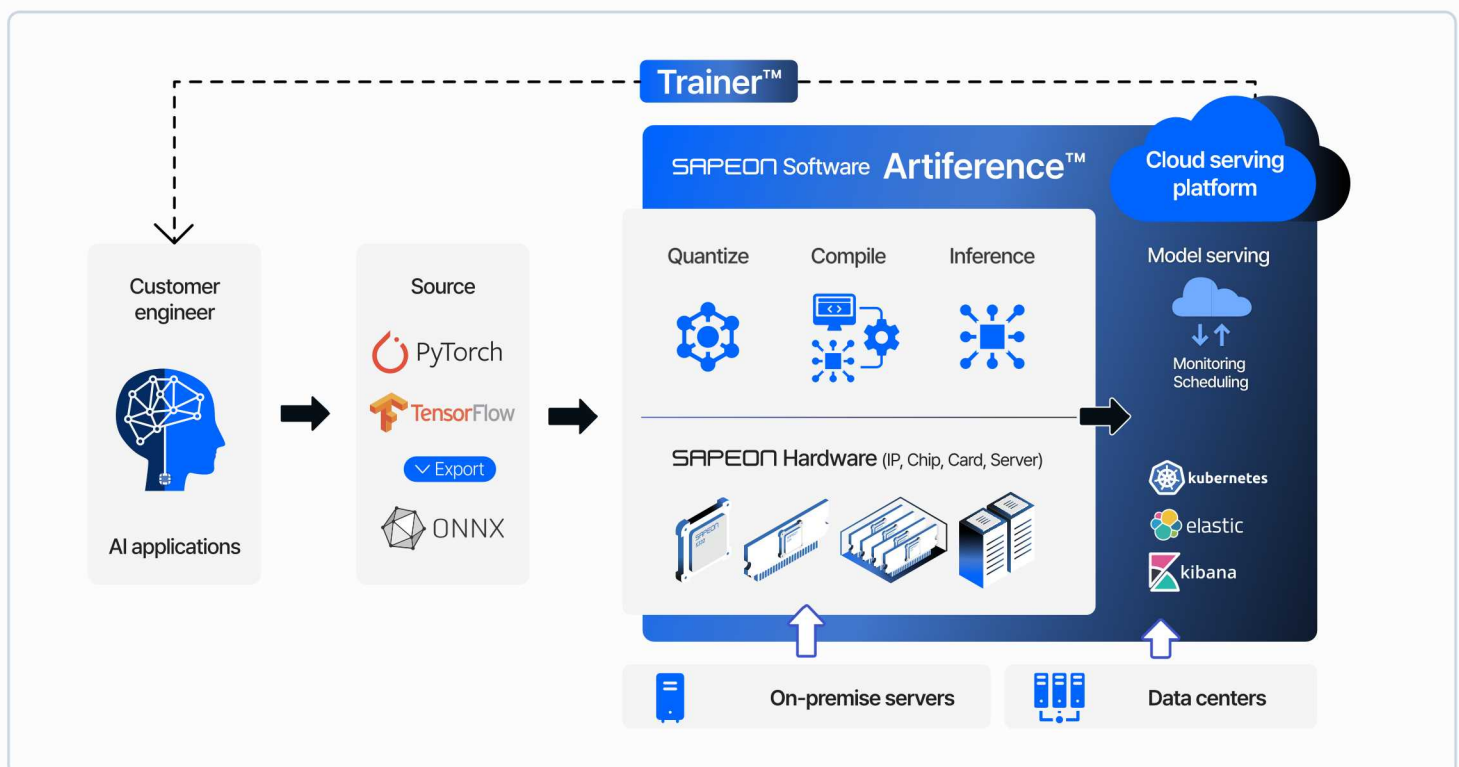 Trainer™
SAPEON Software Artiference™
Cloud serving
platform
Customer
engineer
AI applications
Source
PyTorch
TensorFlow
Export
ONNX
Quantize
Compile
Inference
SAPEON Hardware (IP, Chip, Card, Server)
SAPEON
Model serving
Monitoring
Scheduling
kubernetes
elastic
kibana
On-premise servers
Data centers